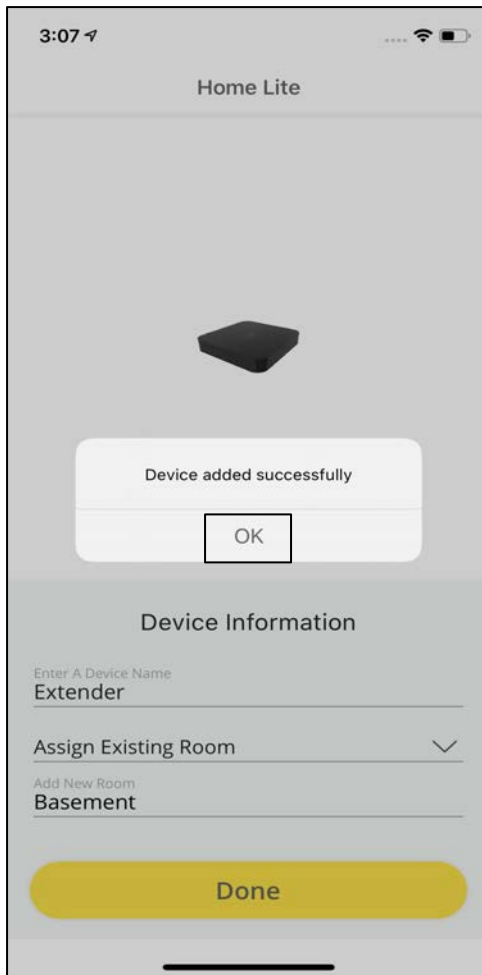 3:07
Home Lite
Device added successfully
OK
Device Information
Enter A Device Name
Extender
Assign Existing Room
Add New Room
Basement
Done